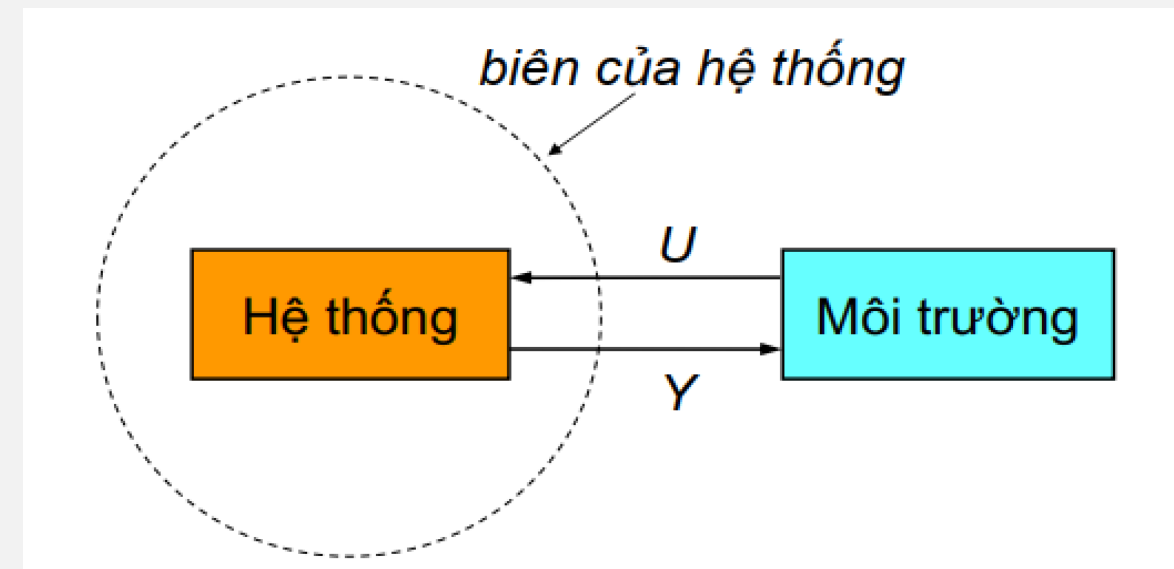 biên của hệ thống
U
Hệ thống
Môi trường
Y